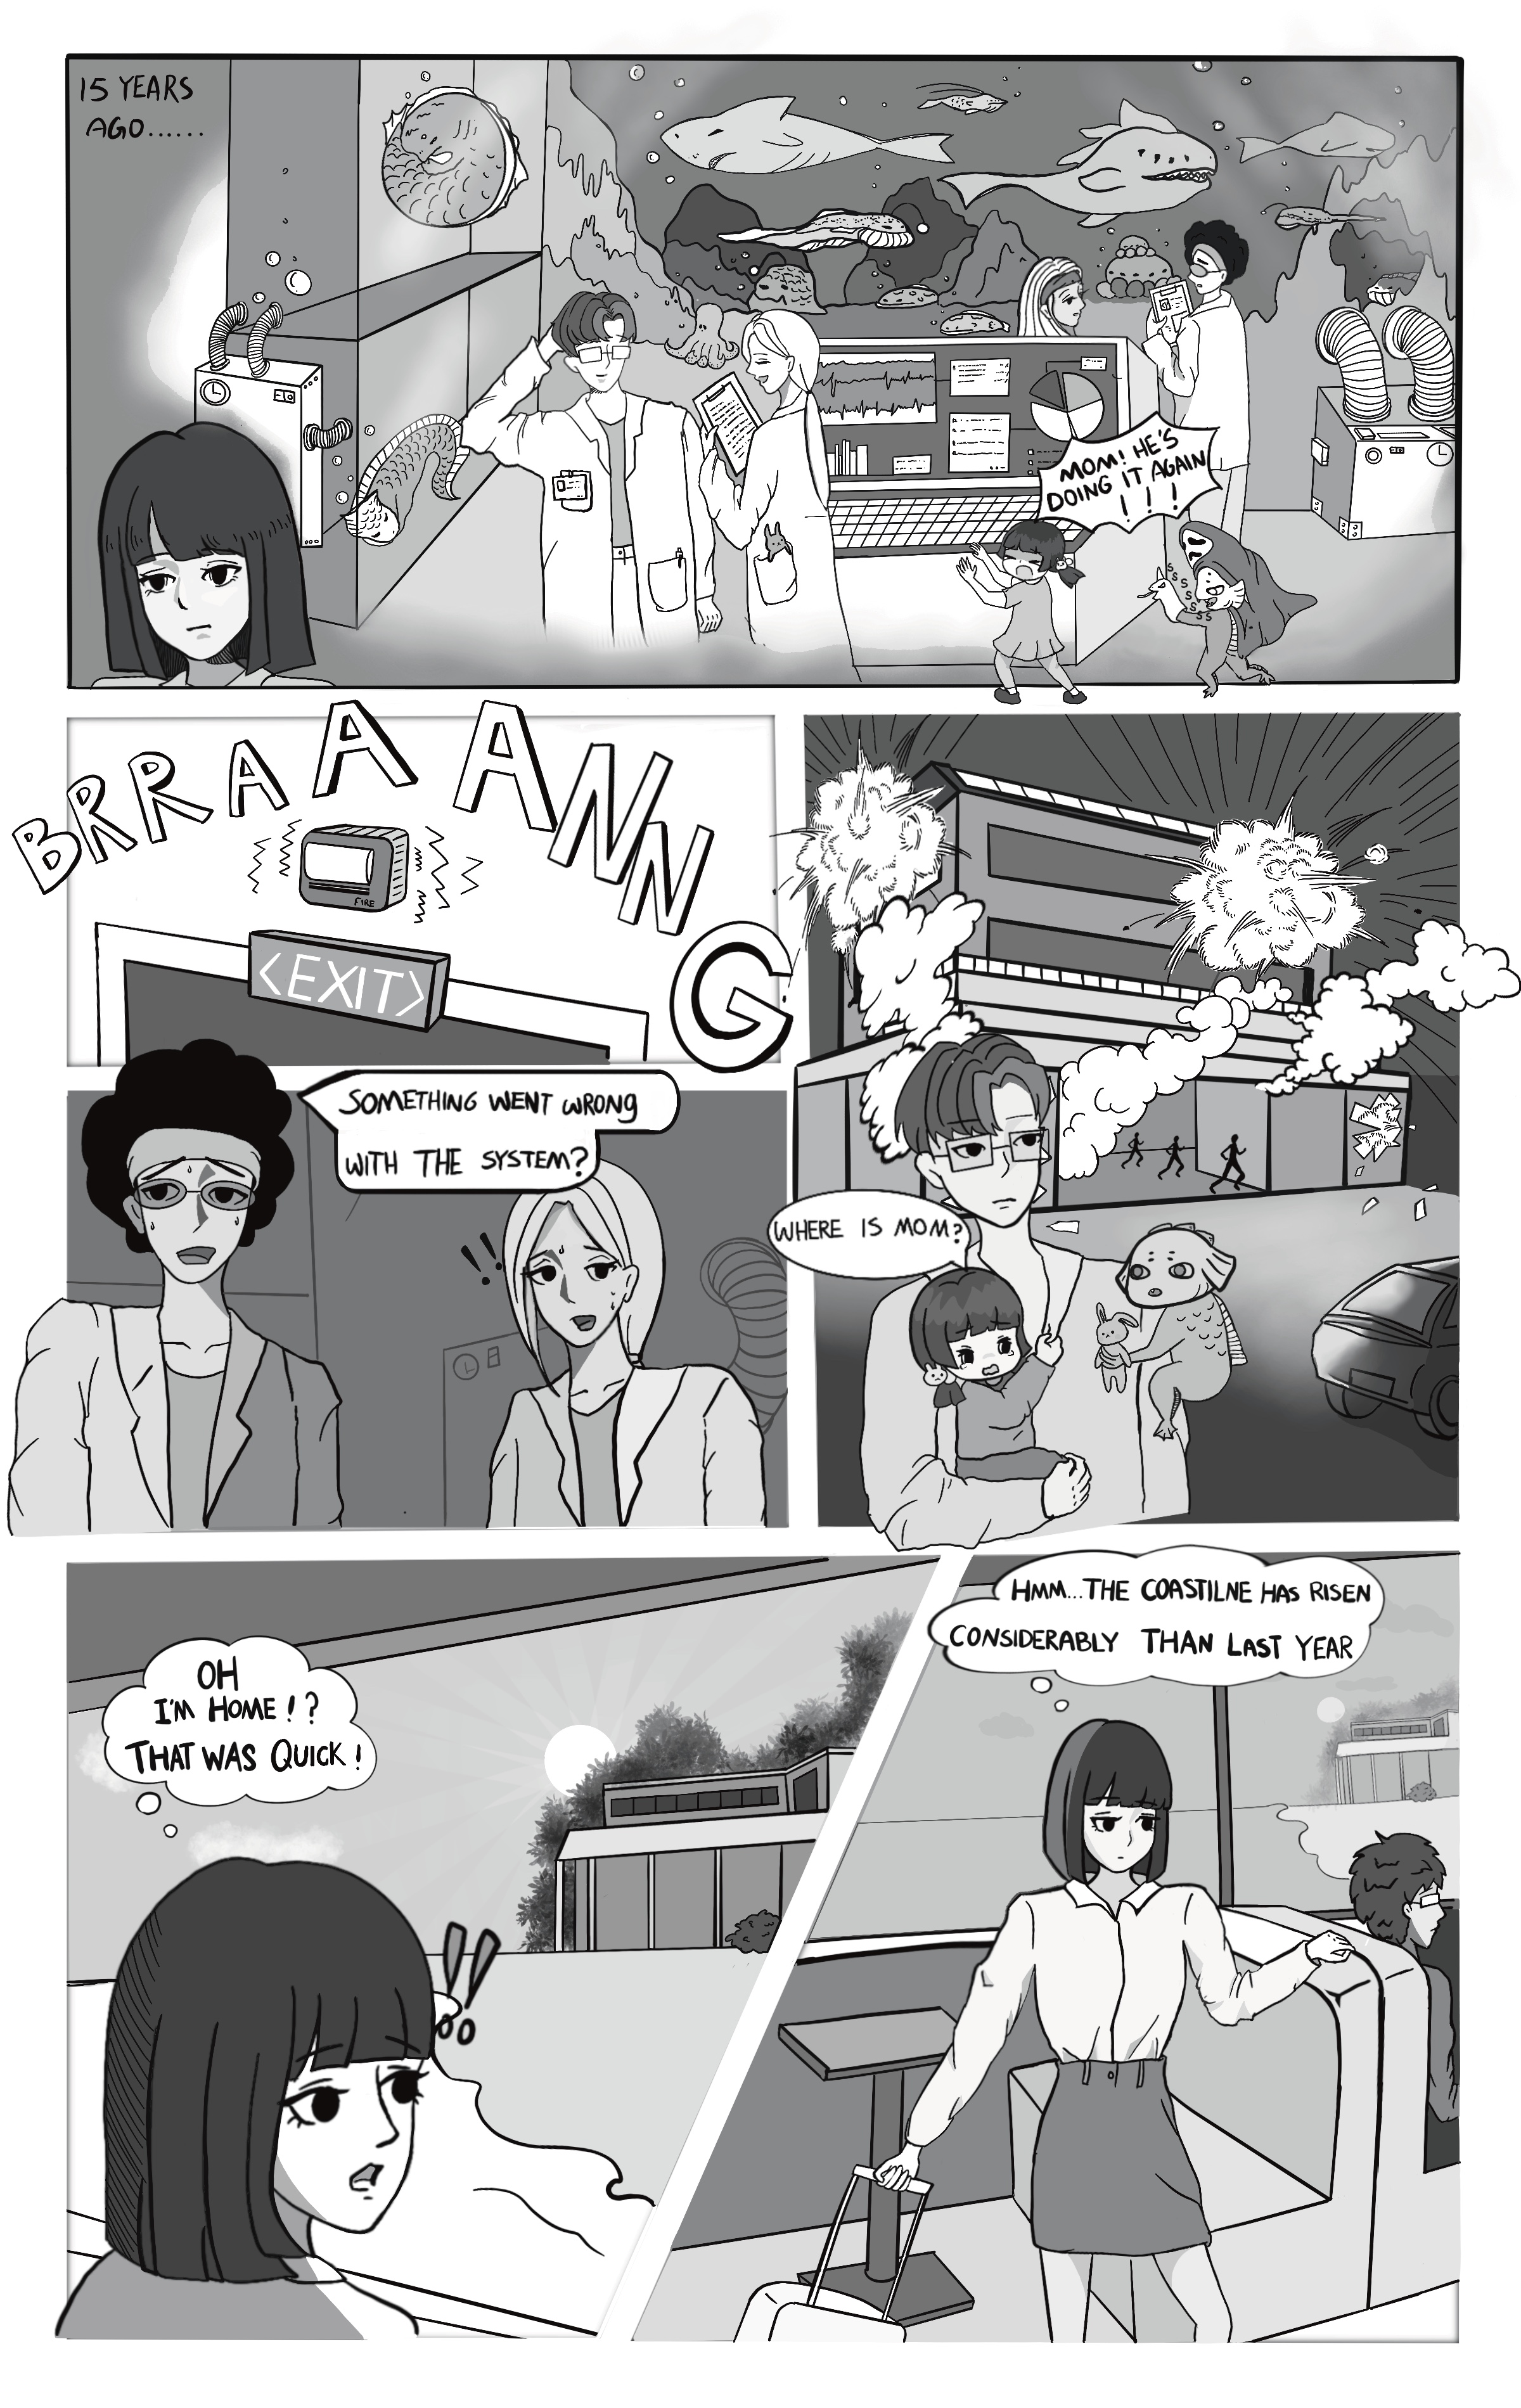 15 YEARS
AGO......
MOM! HE'S
DOING IT AGAIN
! ! !
S S S S S S S
BRRAAANNG
FIRE
<EXIT>
SOMETHING WENT WRONG
WITH THE SYSTEM?
!!
WHERE IS MOM?
OH
I'M HOME!?
THAT WAS QUICK!
!!
HMM...THE COASTILNE HAS RISEN
CONSIDERABLY THAN LAST YEAR